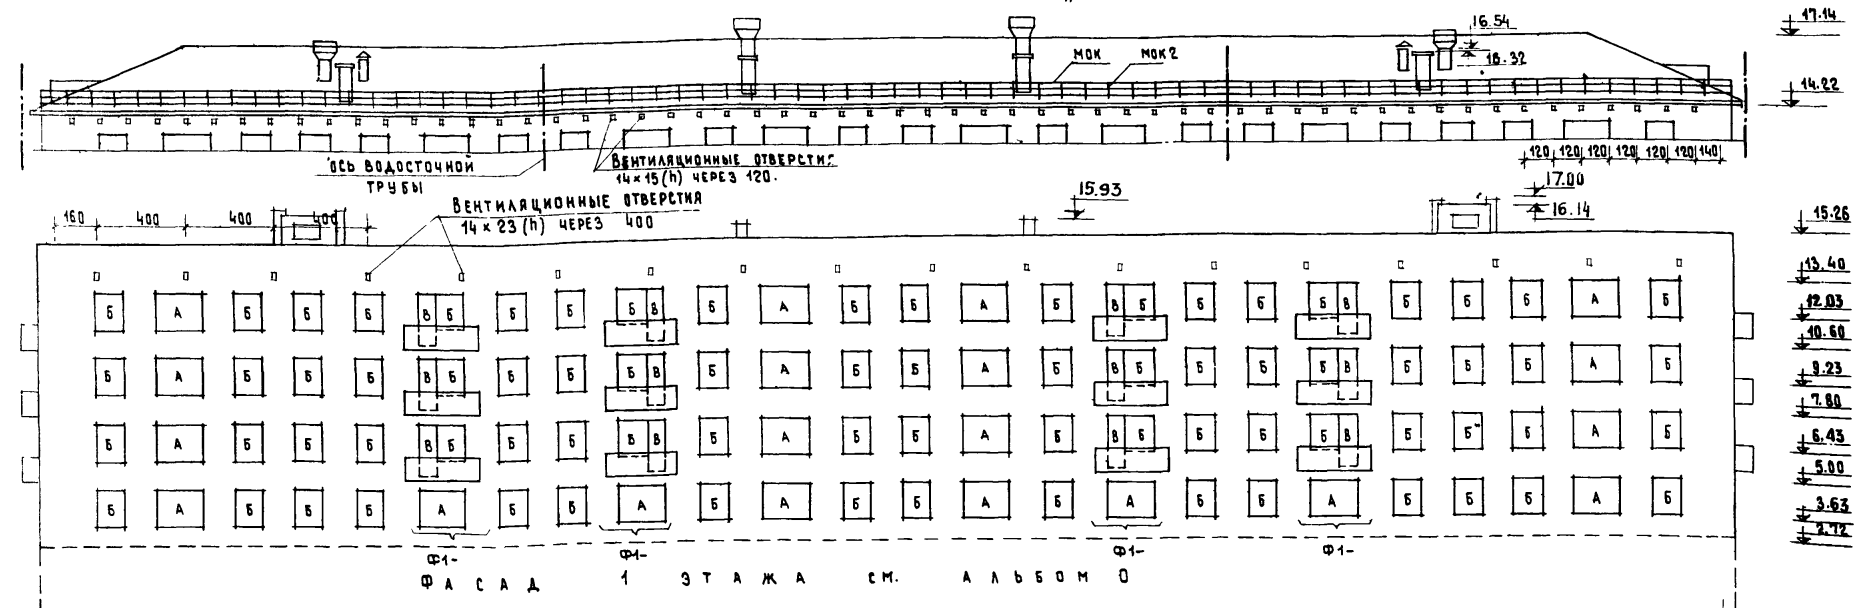 17.14
16.54
МОК МОК2
16.32
14.22
ОСЬ ВОДОСТОЧНОЙ
ТРУБЫ
ВЕНТИЛЯЦИОННЫЕ ОТВЕРСТИ:
14×15(h) ЧЕРЕЗ 120.
120 120 120 120 120 120 140
ВЕНТИЛЯЦИОННЫЕ ОТВЕРСТИЯ
14×23(h) ЧЕРЕЗ 400
160 400 400 400
15.93
17.00
16.14
15.26
13.40
Б А Б Б Б В Б Б Б Б В Б А Б Б А Б В Б Б Б Б В Б Б Б А Б
12.03
10.60
Б А Б Б Б В Б Б Б Б В Б А Б Б А Б В Б Б Б Б В Б Б Б А Б
9.23
7.80
Б А Б Б Б В Б Б Б В В Б А Б Б А Б В Б Б Б Б В Б Б Б А Б
6.43
5.00
Б А Б Б Б А Б Б А Б А Б Б А Б А Б Б А Б Б Б А Б
3.63
2.72
Ф1- Ф1- Ф1- Ф1-
ФАСАД 1 ЭТАЖА СМ. АЛЬБОМ 0